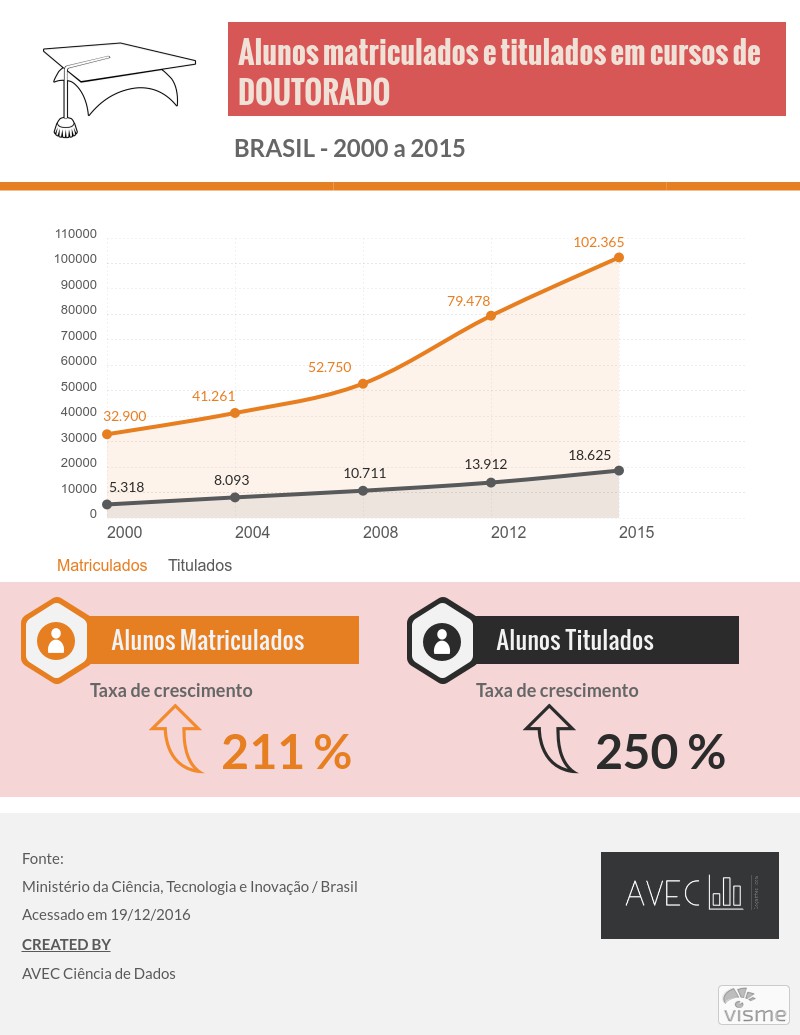 Alunos matriculados e titulados em cursos de
DOUTORADO
BRASIL - 2000 a 2015
110000
100000
90000
80000
70000
60000
50000
40000
30000
20000
10000
0
102.365
79.478
52.750
41.261
32.900
18.625
13.912
10.711
8.093
5.318
2000 2004 2008 2012 2015
Matriculados Titulados
Alunos Matriculados
Taxa de crescimento
211 %
Alunos Titulados
Taxa de crescimento
250 %
Fonte:
Ministério da Ciência, Tecnologia e Inovação / Brasil
Acessado em 19/12/2016
CREATED BY
AVEC Ciência de Dados
AVEC
visme